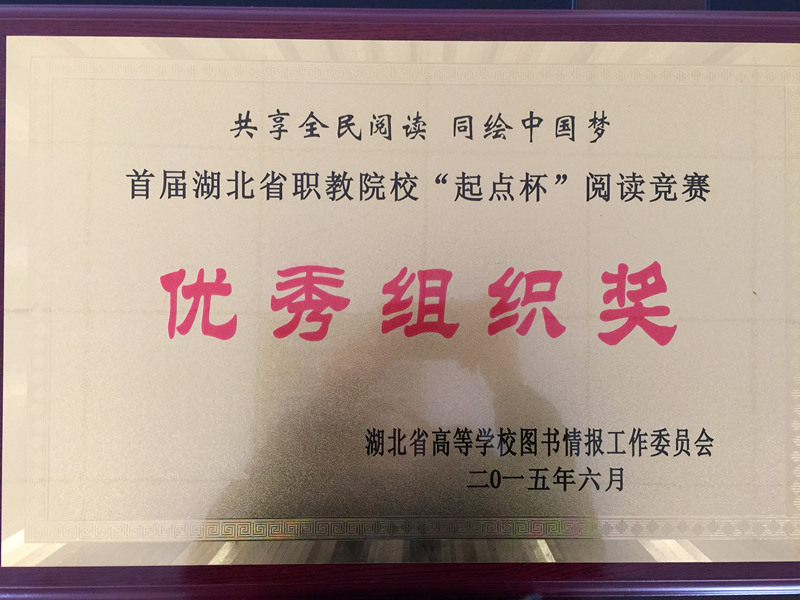 共享全民阅读 同绘中国梦
首届湖北省职教院校“起点杯”阅读竞赛
优秀组织奖
湖北省高等学校图书情报工作委员会
二0一五年六月